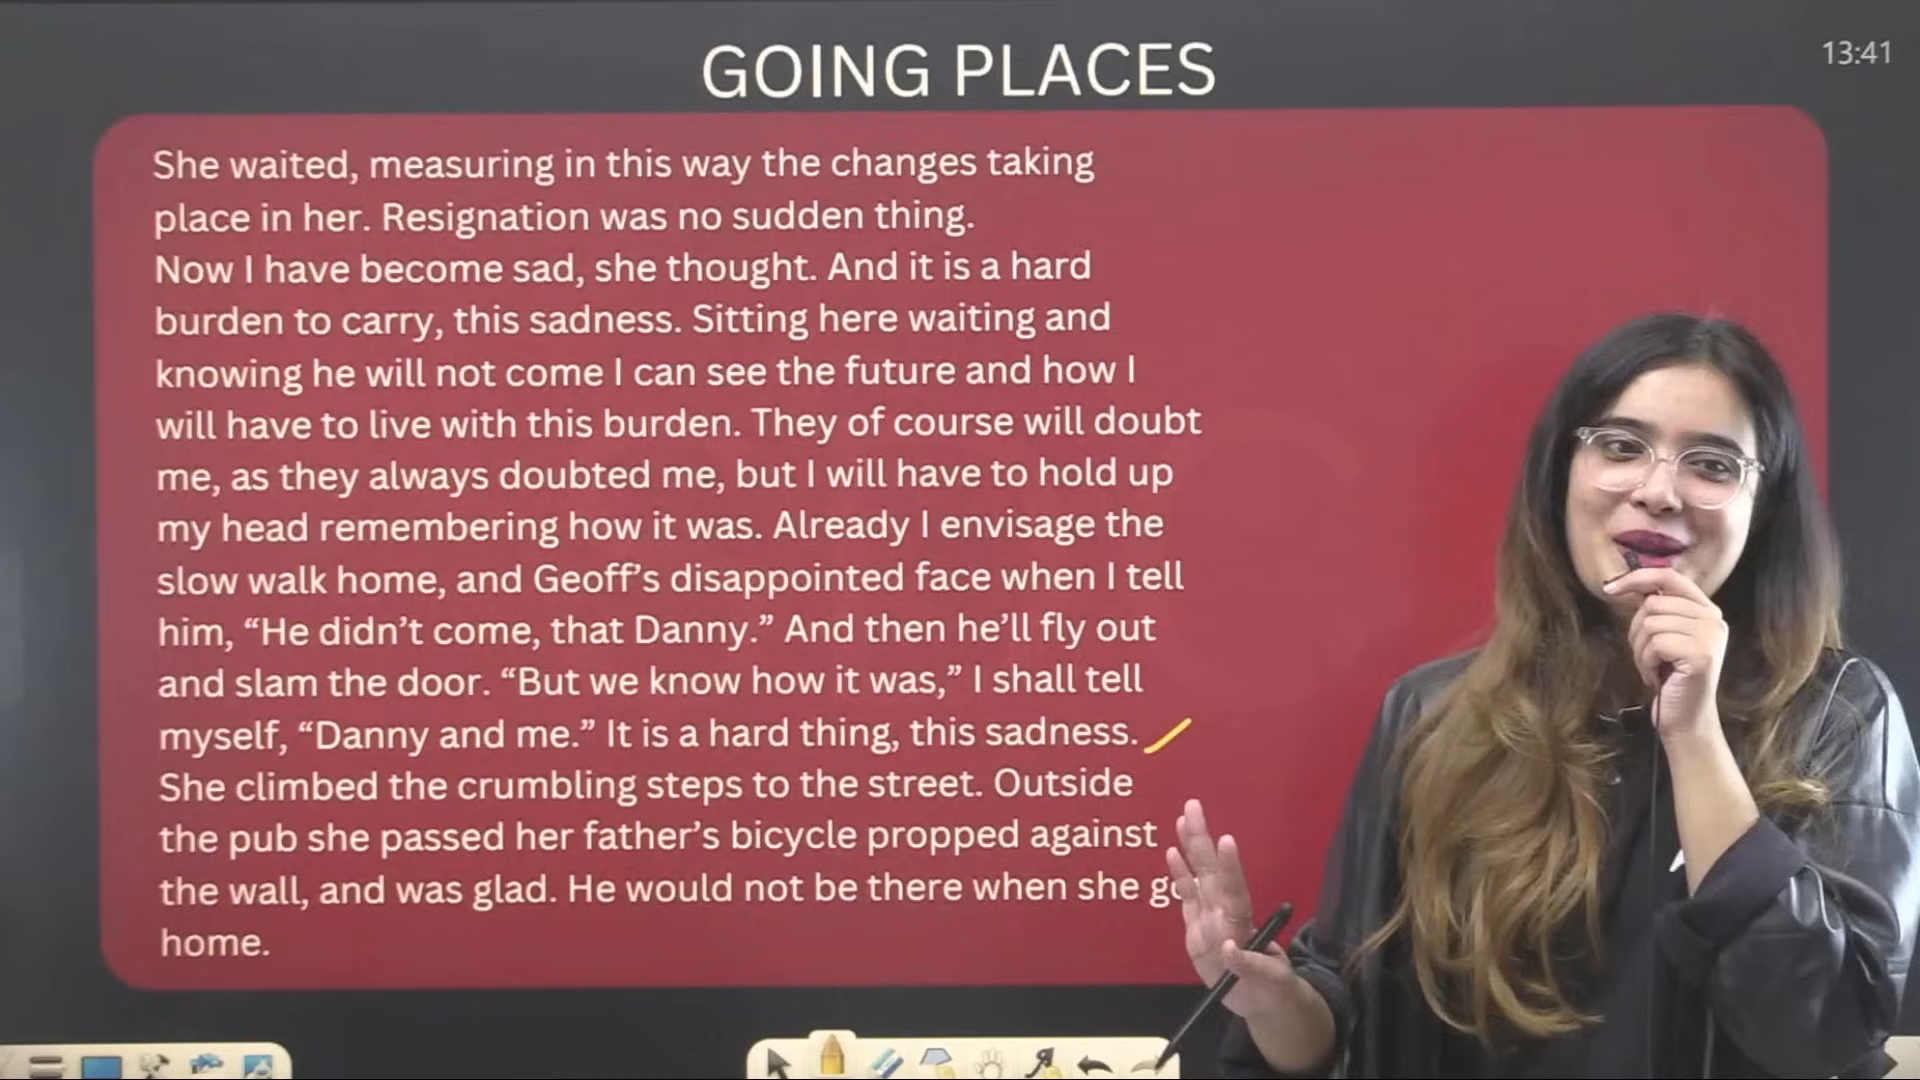 GOING PLACES
13:41
She waited, measuring in this way the changes taking
place in her. Resignation was no sudden thing.
Now I have become sad, she thought. And it is a hard
burden to carry, this sadness. Sitting here waiting and
knowing he will not come I can see the future and how I
will have to live with this burden. They of course will doubt
me, as they always doubted me, but I will have to hold up
my head remembering how it was. Already I envisage the
slow walk home, and Geoff’s disappointed face when I tell
him, “He didn’t come, that Danny.” And then he’ll fly out
and slam the door. “But we know how it was,” I shall tell
myself, “Danny and me.” It is a hard thing, this sadness.
She climbed the crumbling steps to the street. Outside
the pub she passed her father’s bicycle propped against
the wall, and was glad. He would not be there when she
home.